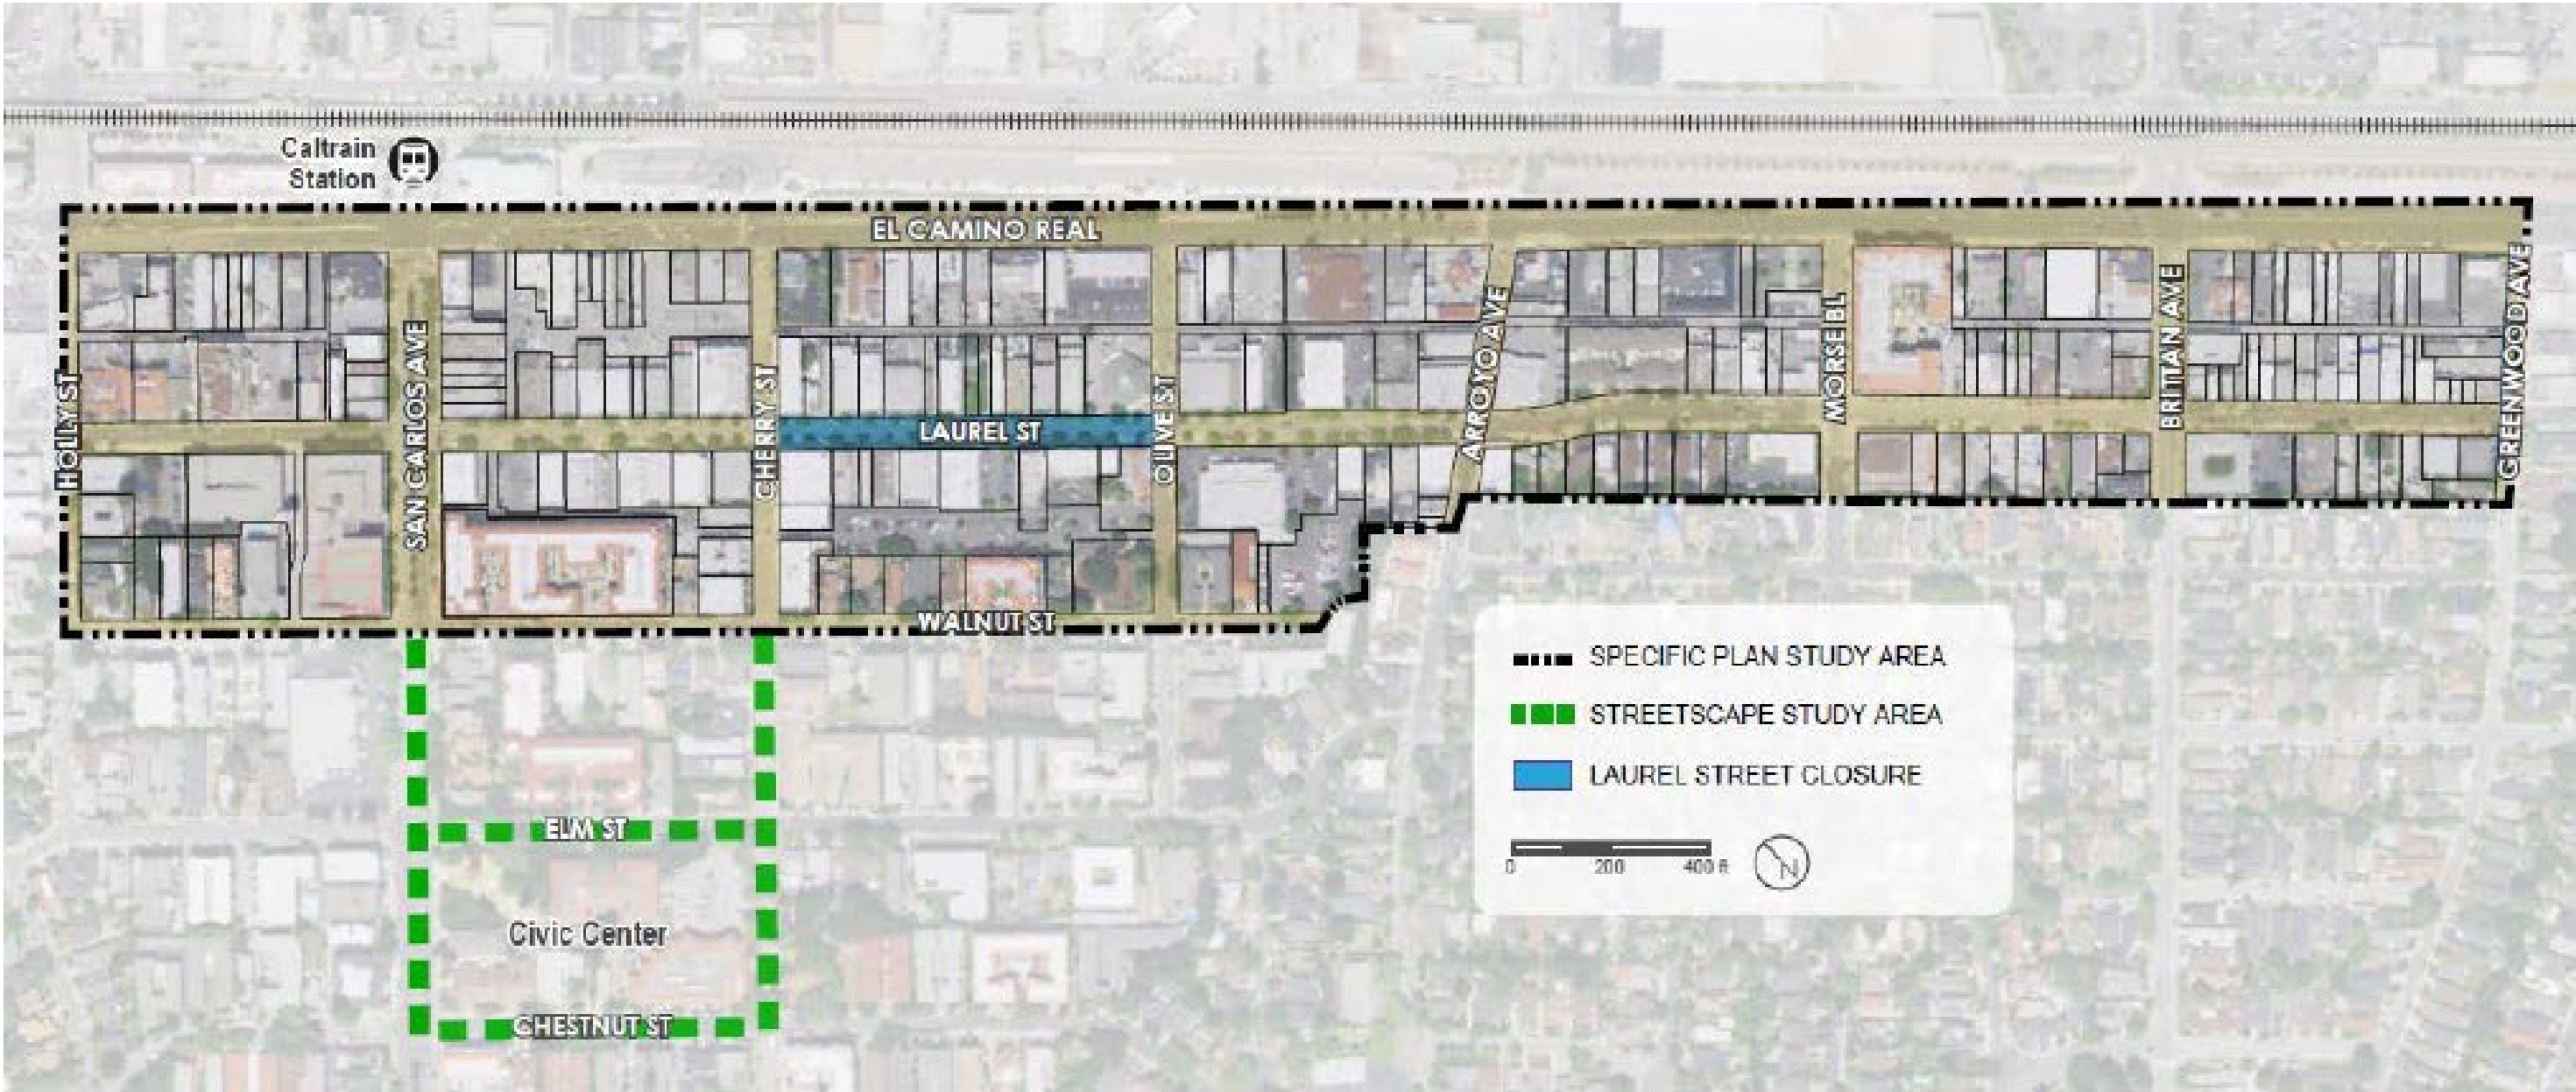 Caltrain
Station
EL CAMINO REAL
HOLLY ST
SAN CARLOS AVE
CHERRY ST
LAUREL ST
OLIVE ST
ARROYO AVE
MORSE BL
BRITTAN AVE
GREENWOOD AVE
WALNUT ST
ELM ST
Civic Center
CHESTNUT ST
SPECIFIC PLAN STUDY AREA
STREETSCAPE STUDY AREA
LAUREL STREET CLOSURE
0 200 400 ft
N